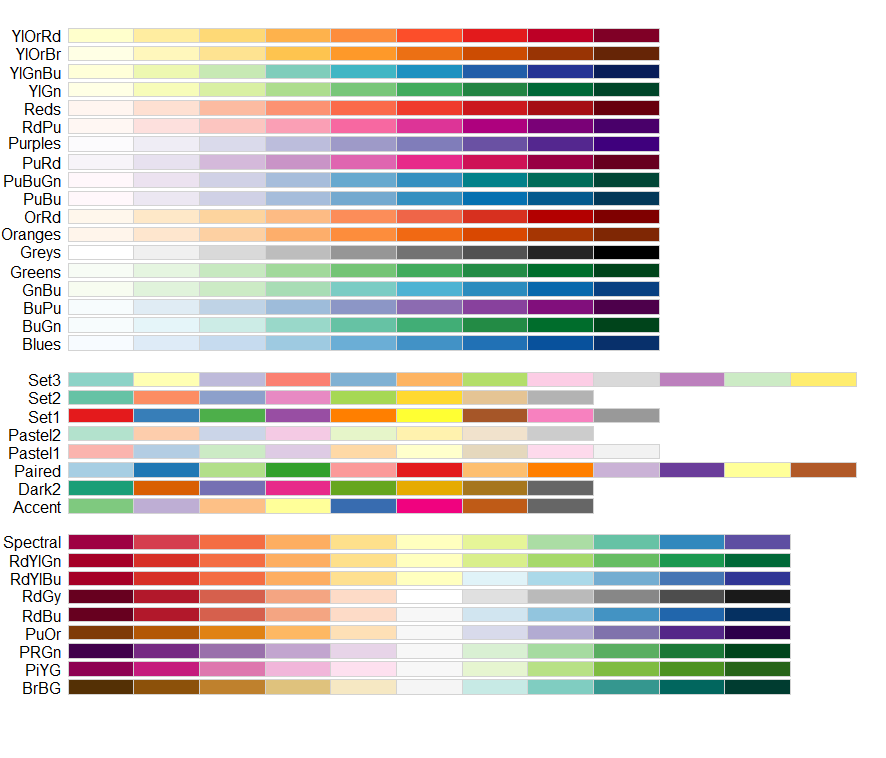 YlOrRd
YlOrBr
YlGnBu
YlGn
Reds
RdPu
Purples
PuRd
PuBuGn
PuBu
OrRd
Oranges
Greys
Greens
GnBu
BuPu
BuGn
Blues
Set3
Set2
Set1
Pastel2
Pastel1
Paired
Dark2
Accent
Spectral
RdYlGn
RdYlBu
RdGy
RdBu
PuOr
PRGn
PiYG
BrBG